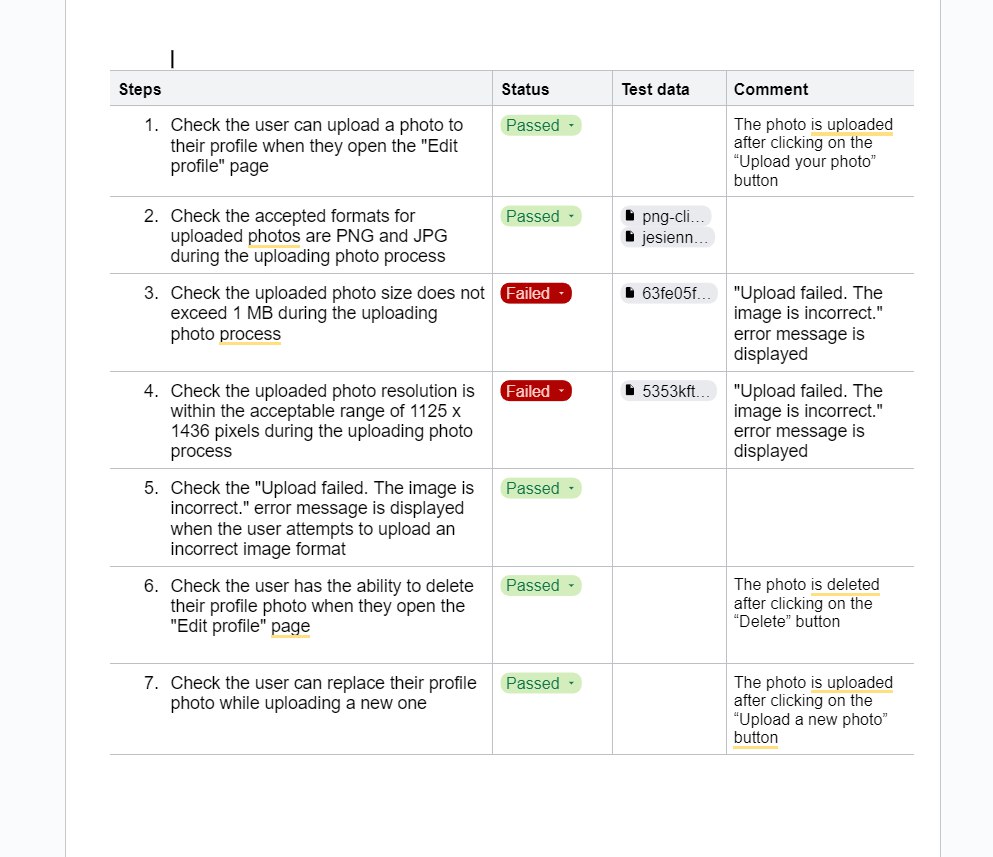 Steps Status Test data Comment
1. Check the user can upload a photo to
their profile when they open the "Edit
profile" page
Passed
The photo is uploaded
after clicking on the
“Upload your photo”
button
2. Check the accepted formats for
uploaded photos are PNG and JPG
during the uploading photo process
Passed
png-cli...
jesienn...
3. Check the uploaded photo size does not
exceed 1 MB during the uploading
photo process
Failed
63fe05f...
"Upload failed. The
image is incorrect."
error message is
displayed
4. Check the uploaded photo resolution is
within the acceptable range of 1125 x
1436 pixels during the uploading photo
process
Failed
5353kft...
"Upload failed. The
image is incorrect."
error message is
displayed
5. Check the "Upload failed. The image is
incorrect." error message is displayed
when the user attempts to upload an
incorrect image format
Passed
6. Check the user has the ability to delete
their profile photo when they open the
"Edit profile" page
Passed
The photo is deleted
after clicking on the
“Delete” button
7. Check the user can replace their profile
photo while uploading a new one
Passed
The photo is uploaded
after clicking on the
“Upload a new photo”
button